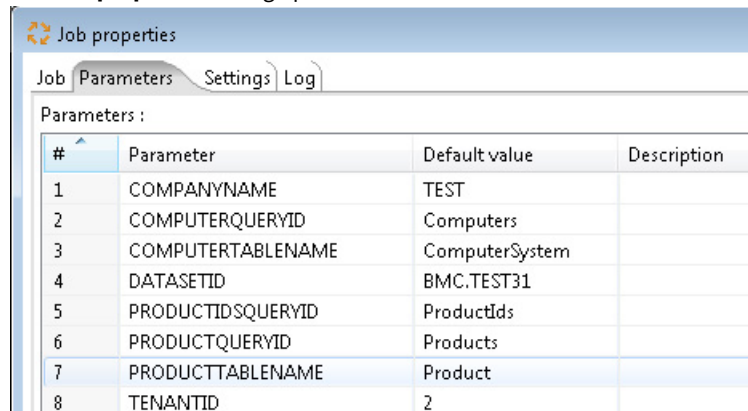 Job properties
Job Parameters Settings Log
Parameters :
# Parameter Default value Description
1 COMPANYNAME TEST
2 COMPUTERQUERYID Computers
3 COMPUTERTABLENAME ComputerSystem
4 DATASETID BMC.TEST31
5 PRODUCTIDSQUERYID ProductIds
6 PRODUCTQUERYID Products
7 PRODUCTTABLENAME Product
8 TENANTID 2